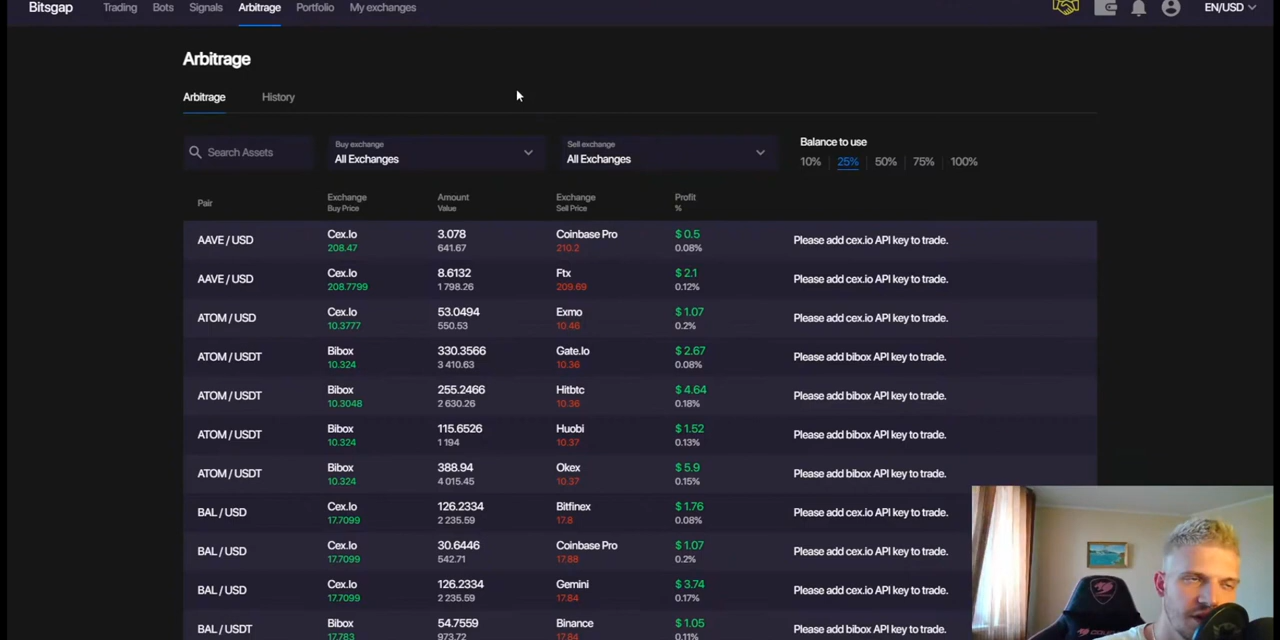 Bitsgap Trading Bots Signals Arbitrage Portfolio My exchanges EN/USD
Arbitrage
Arbitrage History
Search Assets
Buy exchange
All Exchanges
Sell exchange
All Exchanges
Balance to use
10% 25% 50% 75% 100%
Pair
Exchange Amount Exchange Profit
Buy Price Value Sell Price %
AAVE / USD Cex.Io 3.078 Coinbase Pro $ 0.5 Please add cex.io API key to trade.
208.47 641.67 210.2 0.08%
AAVE / USD Cex.Io 8.6132 Ftx $ 2.1 Please add cex.io API key to trade.
208.7799 1 798.26 209.69 0.12%
ATOM / USD Cex.Io 53.0494 Exmo $ 1.07 Please add cex.io API key to trade.
10.3777 550.53 10.46 0.2%
ATOM / USDT Bibox 330.3566 Gate.Io $ 2.67 Please add bibox API key to trade.
10.324 3 410.63 10.36 0.08%
ATOM / USDT Bibox 255.2466 Hitbtc $ 4.64 Please add bibox API key to trade.
10.3048 2 630.26 10.36 0.18%
ATOM / USDT Bibox 115.6526 Huobi $ 1.52 Please add bibox API key to trade.
10.324 1 194 10.37 0.13%
ATOM / USDT Bibox 388.94 Okex $ 5.9 Please add bibox API key to trade.
10.324 4 015.45 10.37 0.15%
BAL / USD Cex.Io 126.2334 Bitfinex $ 1.76 Please add cex.io API key to trade.
17.7099 2 235.59 17.8 0.08%
BAL / USD Cex.Io 30.6446 Coinbase Pro $ 1.07 Please add cex.io API key to trade.
17.7099 542.71 17.88 0.2%
BAL / USD Cex.Io 126.2334 Gemini $ 3.74 Please add cex.io API key to trade.
17.7099 2 235.59 17.84 0.17%
BAL / USDT Bibox 54.7559 Binance $ 1.05 Please add bibox API key to trade.
17.783 973.72 17.84 0.11%